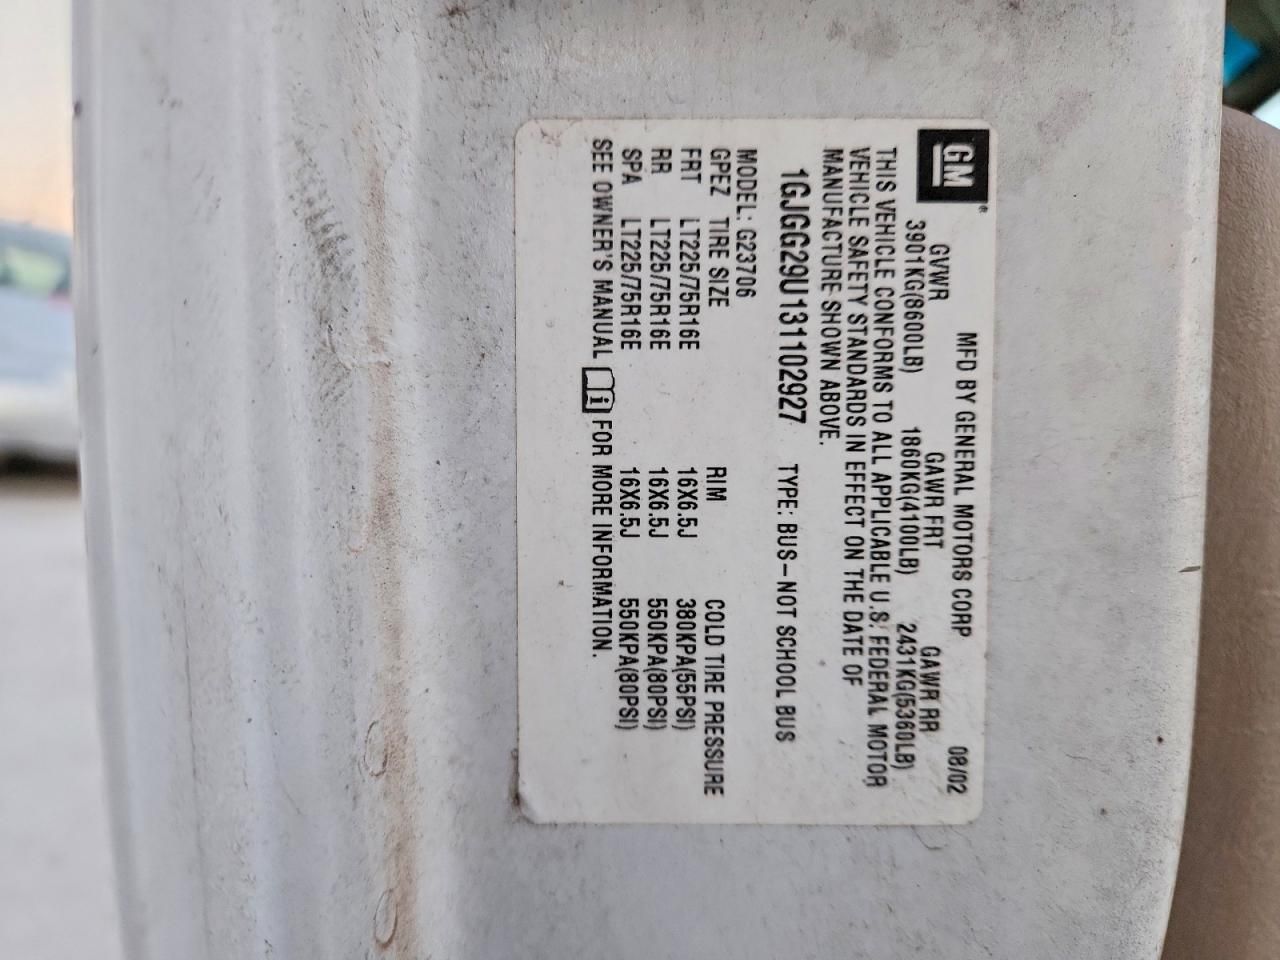 GM®
MFD BY GENERAL MOTORS CORP 08/02
GVWR GAWR FRT GAWR RR
3901KG(8600LB) 1860KG(4100LB) 2431KG(5360LB)
THIS VEHICLE CONFORMS TO ALL APPLICABLE U.S. FEDERAL MOTOR
VEHICLE SAFETY STANDARDS IN EFFECT ON THE DATE OF
MANUFACTURE SHOWN ABOVE.
1GJGG29U131102927 TYPE: BUS-NOT SCHOOL BUS
MODEL: G23706
GPEZ TIRE SIZE RIM COLD TIRE PRESSURE
FRT LT225/75R16E 16X6.5J 380KPA(55PSI)
RR LT225/75R16E 16X6.5J 550KPA(80PSI)
SPA LT225/75R16E 16X6.5J 550KPA(80PSI)
SEE OWNER'S MANUAL i FOR MORE INFORMATION.